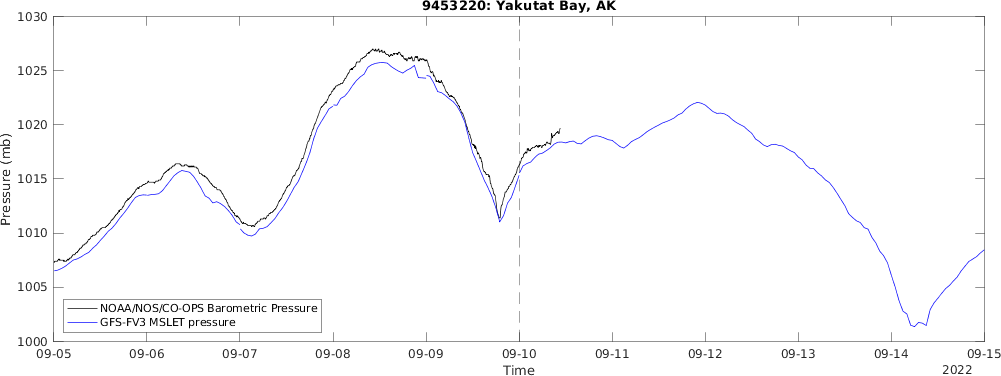 9453220: Yakutat Bay, AK
Pressure (mb)
1030
1025
1020
1015
1010
1005
1000
NOAA/NOS/CO-OPS Barometric Pressure
GFS-FV3 MSLET pressure
09-05 09-06 09-07 09-08 09-09 09-10 09-11 09-12 09-13 09-14 09-15
Time
2022